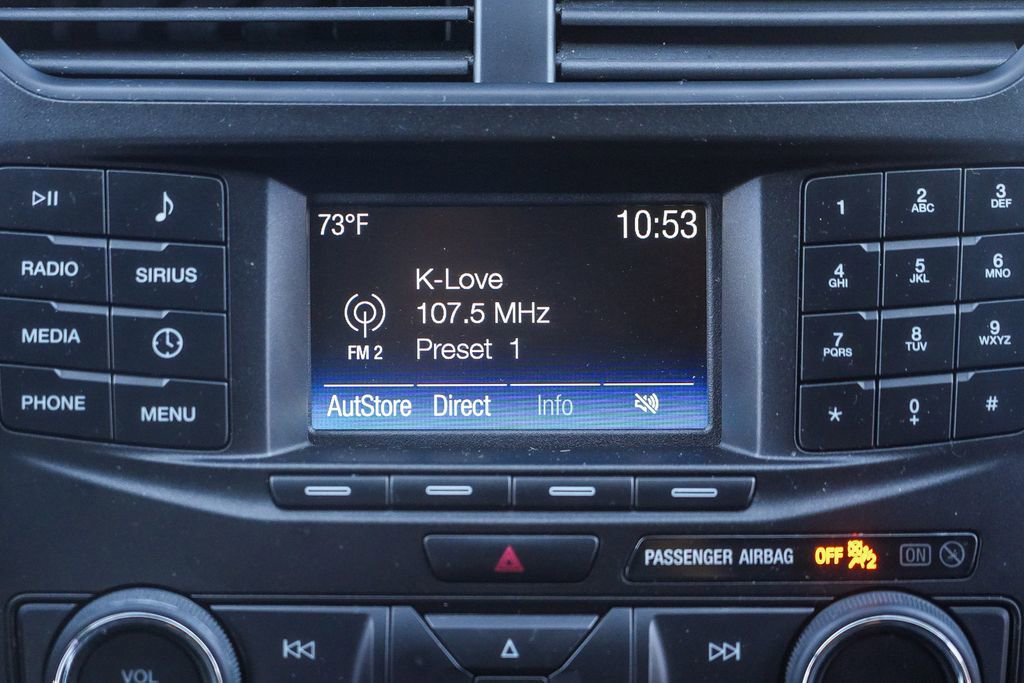 73°F
10:53
K-Love
107.5 MHz
FM 2
Preset 1
AutStore Direct Info
RADIO
SIRIUS
MEDIA
PHONE
MENU
1
2
ABC
3
DEF
4
GHI
5
JKL
6
MNO
7
PQRS
8
TUV
9
WXYZ
*
0
+
#
PASSENGER AIRBAG OFF 2 ON
VOL